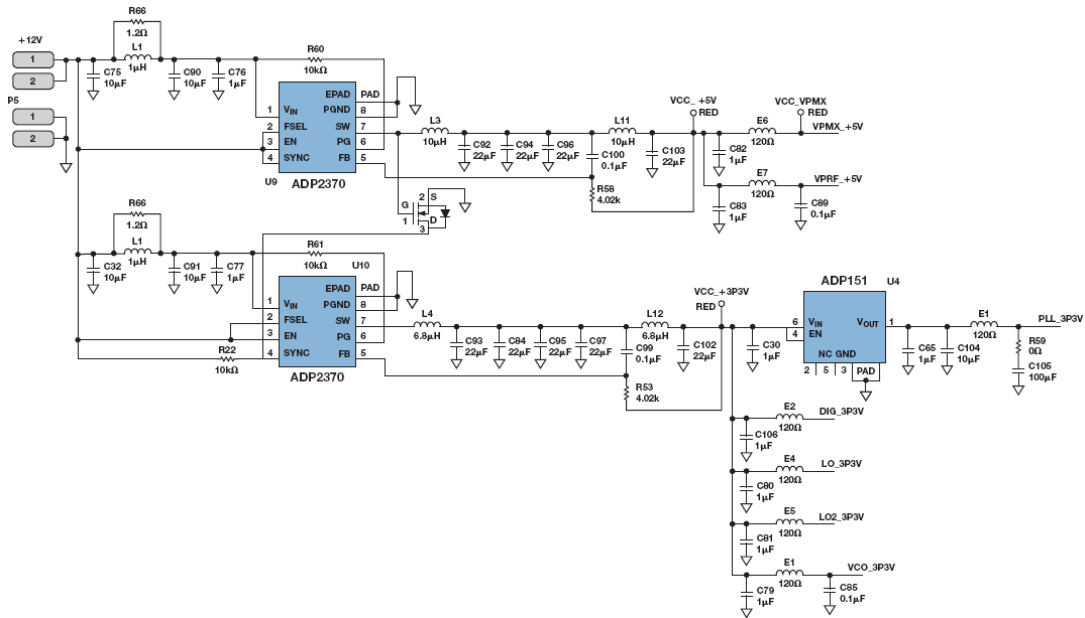 +12V
1
2
P5
1
2
R66
1.2Ω
L1
1μH
C75
10μF
C90
10μF
C76
1μF
R60
10kΩ
EPAD PAD
1 VIN PGND 8
2 FSEL SW 7
3 EN PG 6
4 SYNC FB 5
U9
ADP2370
L3
10μH
C92
22μF
C94
22μF
C96
22μF
C100
0.1μF
R58
4.02k
L11
10μH
C103
22μF
VCC_+5V
RED
VCC_VPMX
RED
C82
1μF
E6
120Ω
VPMX_+5V
E7
120Ω
VPRF_+5V
C83
1μF
C89
0.1μF
G
1
2 S
D
3
R66
1.2Ω
L1
1μH
C32
10μF
C91
10μF
C77
1μF
R61
10kΩ
U10
EPAD PAD
1 VIN PGND 8
2 FSEL SW 7
3 EN PG 6
4 SYNC FB 5
R22
10kΩ
ADP2370
L4
6.8μH
C93
22μF
C84
22μF
C95
22μF
C97
22μF
C99
0.1μF
R53
4.02k
L12
6.8μH
C102
22μF
VCC_+3P3V
RED
C30
1μF
ADP151
U4
6 VIN VOUT 1
4 EN
NC GND
2 5 3 PAD
C65
1μF
C104
10μF
E1
120Ω
PLL_3P3V
R59
0Ω
C105
100μF
E2
120Ω
DIG_3P3V
C106
1μF
E4
120Ω
LO_3P3V
C80
1μF
E5
120Ω
LO2_3P3V
C81
1μF
E1
120Ω
VCO_3P3V
C79
1μF
C85
0.1μF